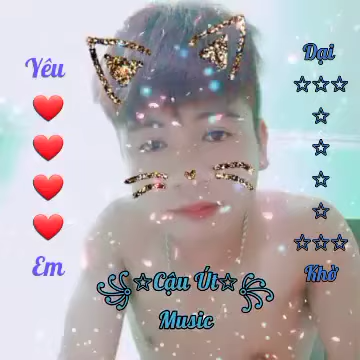 Yêu
❤️
❤️
❤️
❤️
Em
Dại
☆☆☆
☆
☆
☆
☆
☆☆☆
Khờ
꧁☆Cậu Út☆꧂
Music